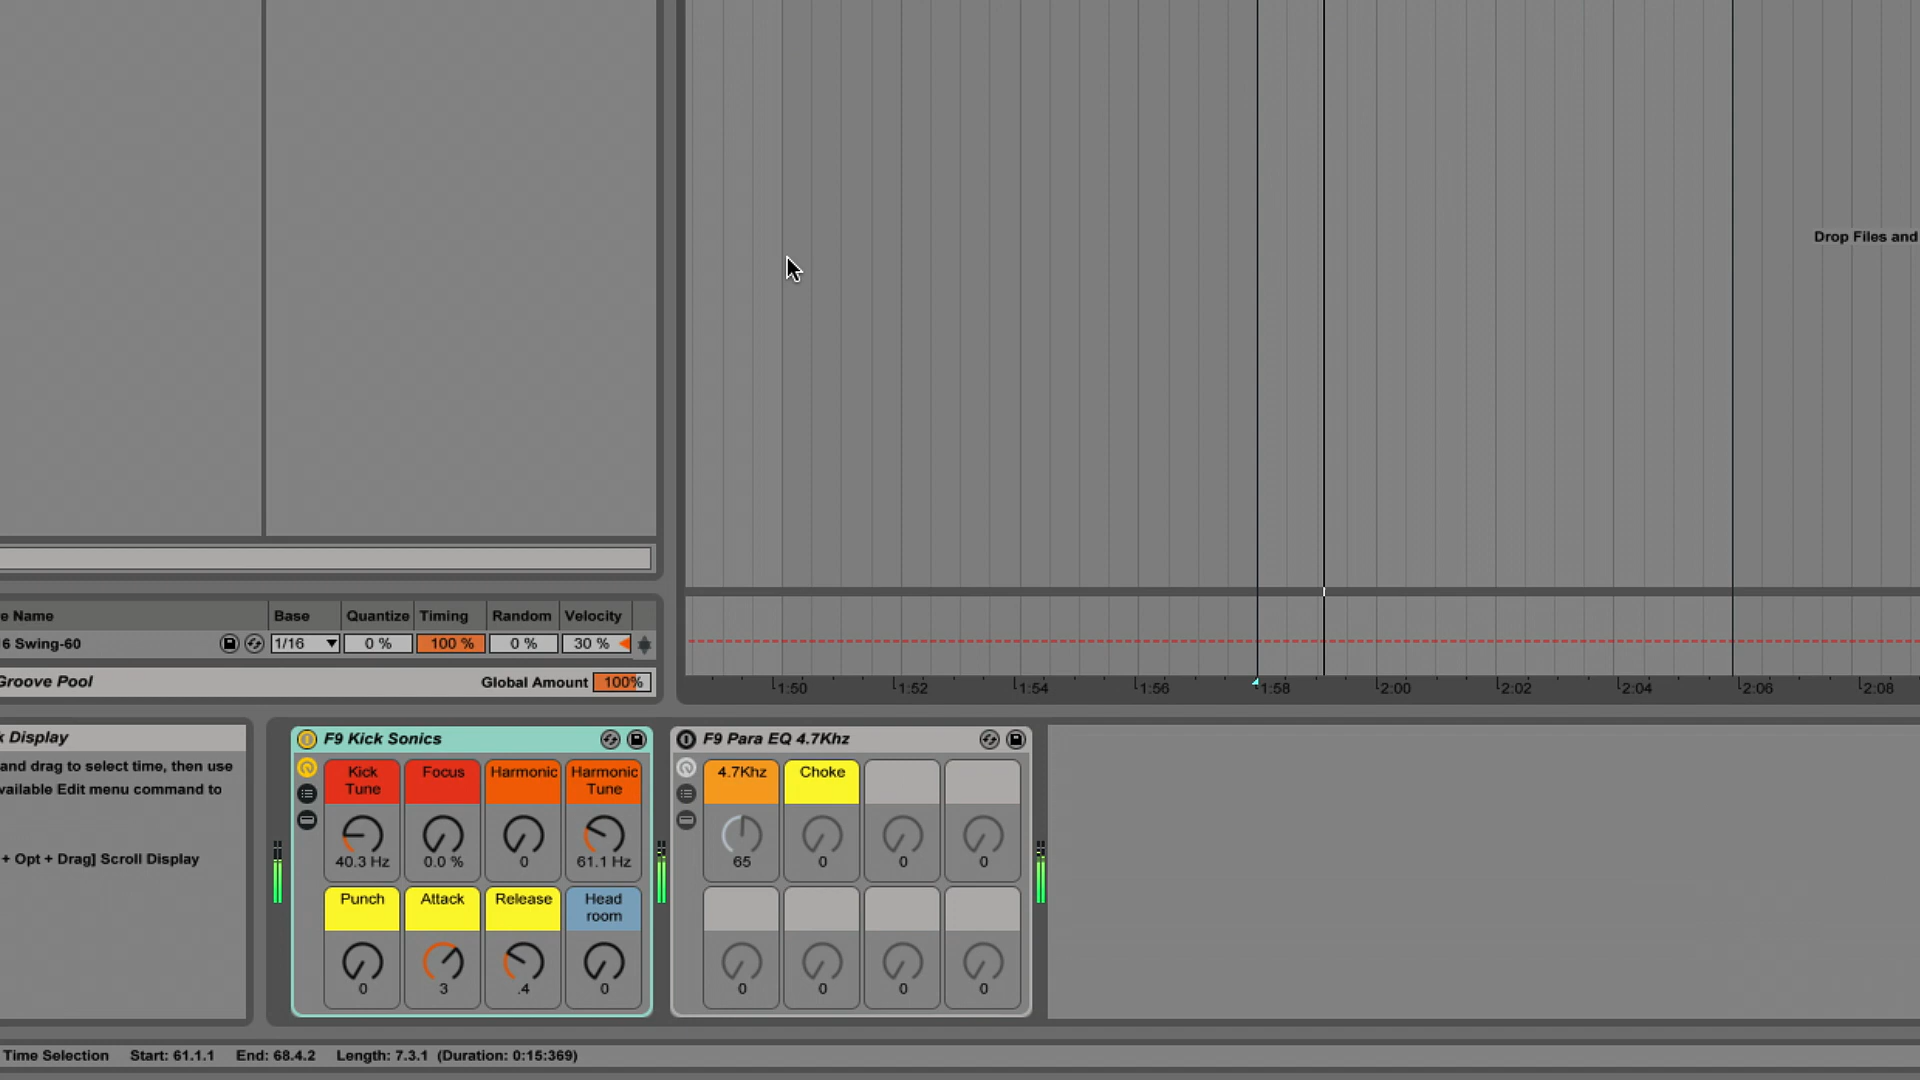 Drop Files and
e Name Base Quantize Timing Random Velocity
6 Swing-60 1/16 0 % 100 % 0 % 30 %
Groove Pool Global Amount 100%
1:50 1:52 1:54 1:56 1:58 2:00 2:02 2:04 2:06 2:08
k Display
and drag to select time, then use
vailable Edit menu command to
+ Opt + Drag] Scroll Display
F9 Kick Sonics
Kick Tune Focus Harmonic Harmonic Tune
40.3 Hz 0.0 % 0 61.1 Hz
Punch Attack Release Head room
0 3 .4 0
F9 Para EQ 4.7Khz
4.7Khz Choke
65 0 0 0
0 0 0 0
Time Selection Start: 61.1.1 End: 68.4.2 Length: 7.3.1 (Duration: 0:15:369)